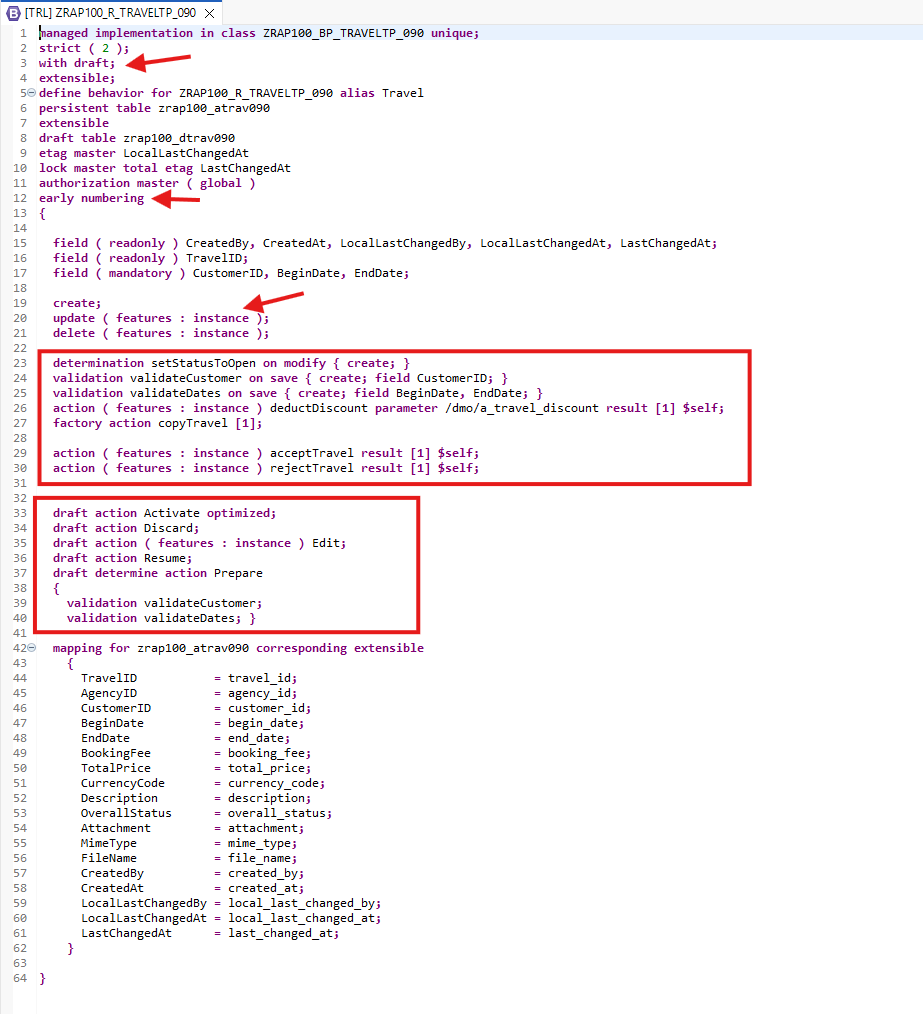 [TRL] ZRAP100_R_TRAVELTP_090
1 managed implementation in class ZRAP100_BP_TRAVELTP_090 unique;
2 strict ( 2 );
3 with draft;
4 extensible;
5 define behavior for ZRAP100_R_TRAVELTP_090 alias Travel
6 persistent table zrap100_atrav090
7 extensible
8 draft table zrap100_dtrav090
9 etag master LocalLastChangedAt
10 lock master total etag LastChangedAt
11 authorization master ( global )
12 early numbering
13 {
14
15 field ( readonly ) CreatedBy, CreatedAt, LocalLastChangedBy, LocalLastChangedAt, LastChangedAt;
16 field ( readonly ) TravelID;
17 field ( mandatory ) CustomerID, BeginDate, EndDate;
18
19 create;
20 update ( features : instance );
21 delete ( features : instance );
22
23 determination setStatusToOpen on modify { create; }
24 validation validateCustomer on save { create; field CustomerID; }
25 validation validateDates on save { create; field BeginDate, EndDate; }
26 action ( features : instance ) deductDiscount parameter /dmo/a_travel_discount result [1] $self;
27 factory action copyTravel [1];
28
29 action ( features : instance ) acceptTravel result [1] $self;
30 action ( features : instance ) rejectTravel result [1] $self;
31
32
33 draft action Activate optimized;
34 draft action Discard;
35 draft action ( features : instance ) Edit;
36 draft action Resume;
37 draft determine action Prepare
38 {
39 validation validateCustomer;
40 validation validateDates; }
41
42 mapping for zrap100_atrav090 corresponding extensible
43 {
44 TravelID = travel_id;
45 AgencyID = agency_id;
46 CustomerID = customer_id;
47 BeginDate = begin_date;
48 EndDate = end_date;
49 BookingFee = booking_fee;
50 TotalPrice = total_price;
51 CurrencyCode = currency_code;
52 Description = description;
53 OverallStatus = overall_status;
54 Attachment = attachment;
55 MimeType = mime_type;
56 FileName = file_name;
57 CreatedBy = created_by;
58 CreatedAt = created_at;
59 LocalLastChangedBy = local_last_changed_by;
60 LocalLastChangedAt = local_last_changed_at;
61 LastChangedAt = last_changed_at;
62 }
63
64 }